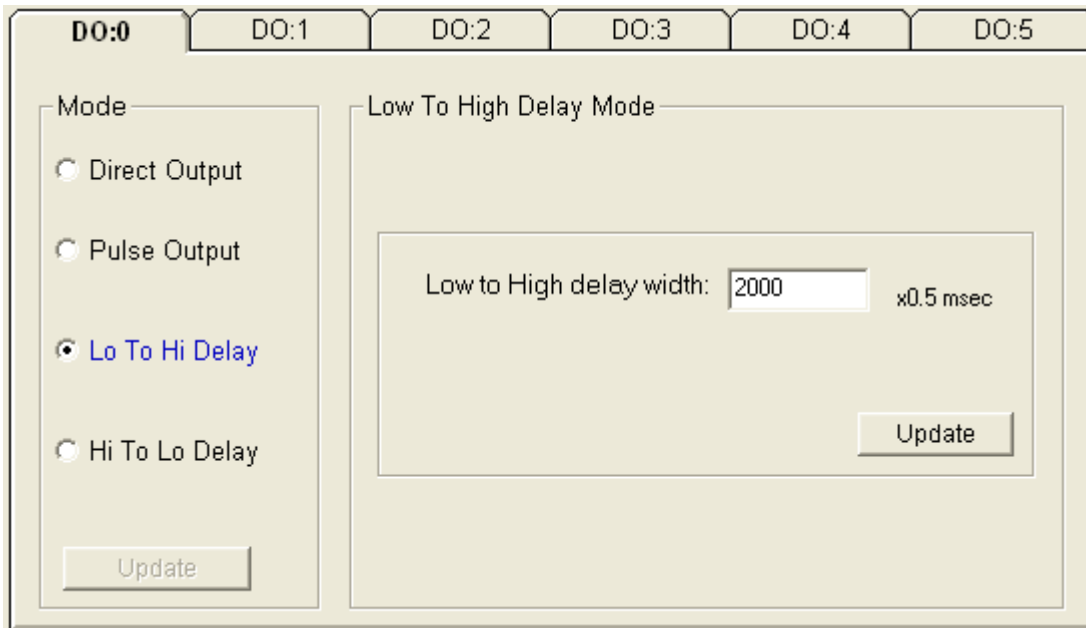 DO:0 DO:1 DO:2 DO:3 DO:4 DO:5
Mode
Direct Output
Pulse Output
Lo To Hi Delay
Hi To Lo Delay
Update
Low To High Delay Mode
Low to High delay width: 2000 x0.5 msec
Update